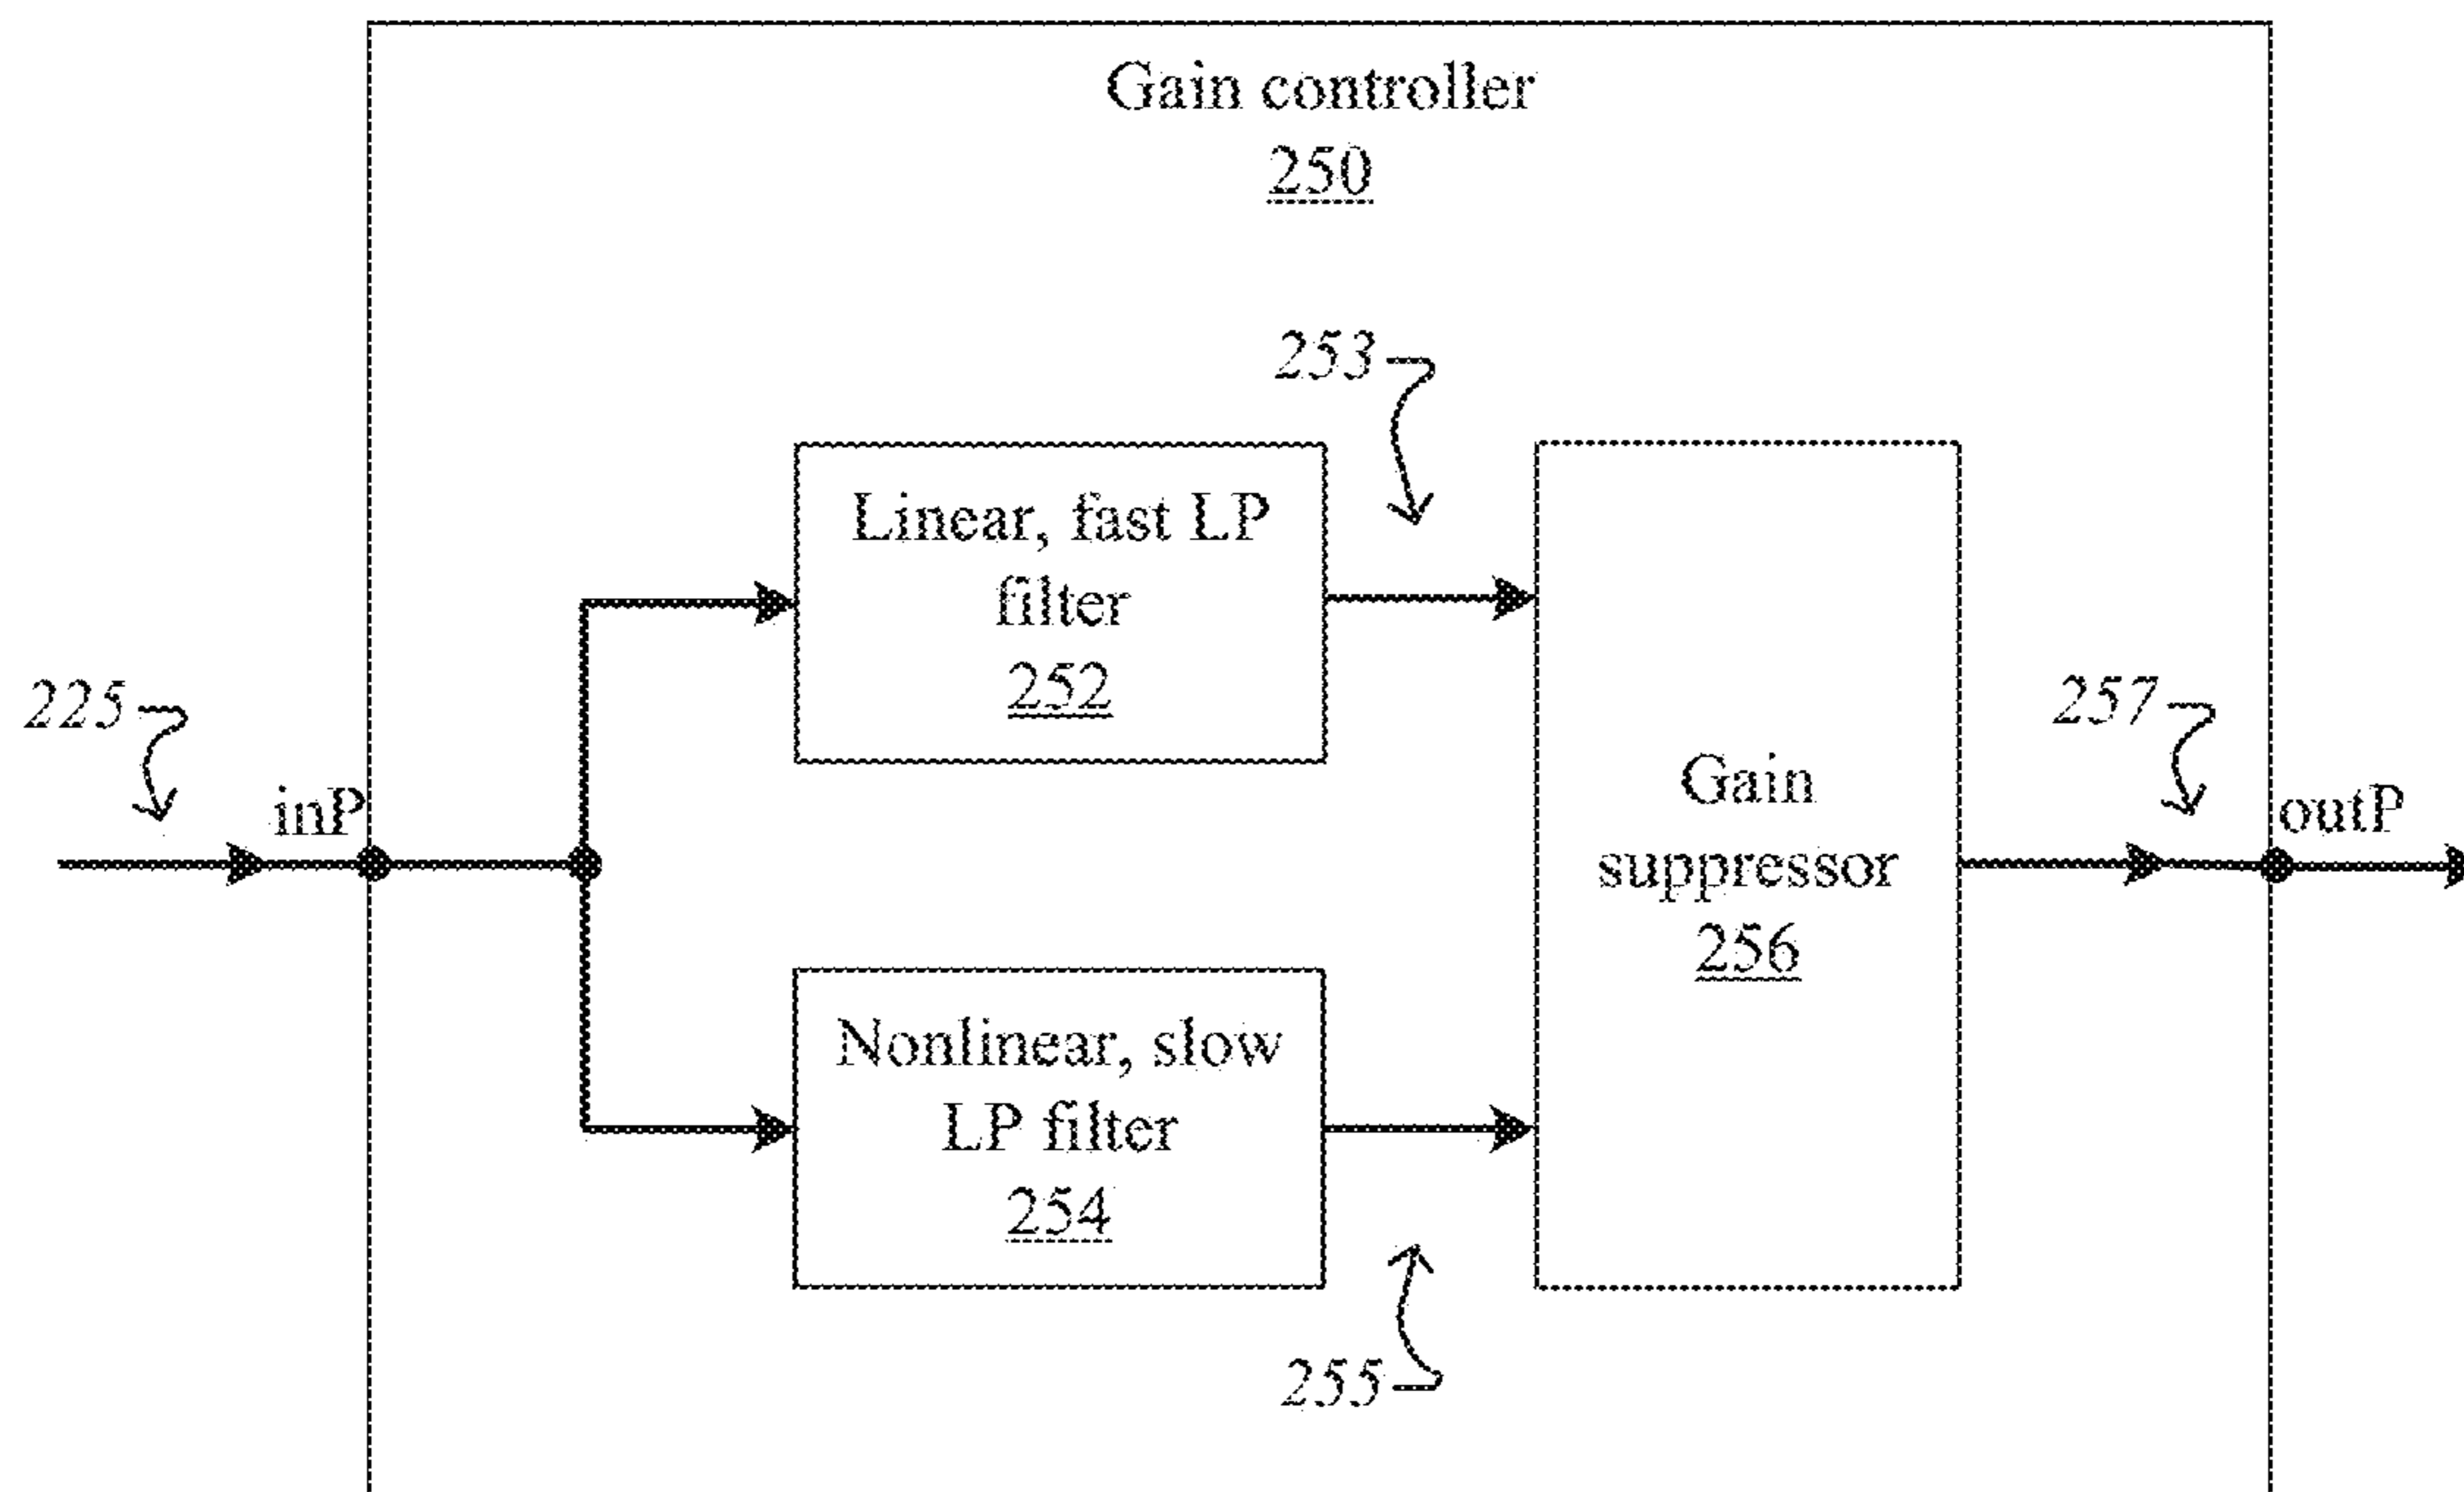 Gain controller
250
253
Linear, fast LP
filter
252
225
inP
Gain
suppressor
256
257
outP
Nonlinear, slow
LP filter
254
255